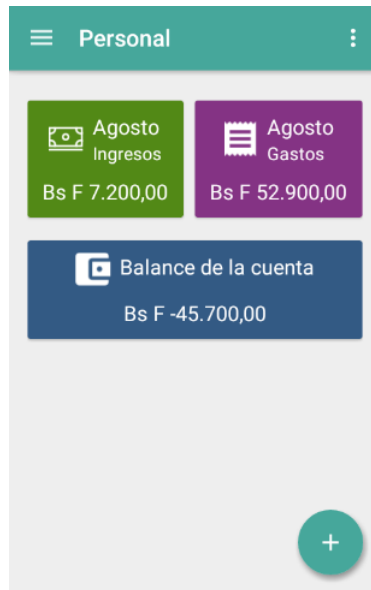 Personal
Agosto
Ingresos
Bs F 7.200,00
Agosto
Gastos
Bs F 52.900,00
Balance de la cuenta
Bs F -45.700,00
+